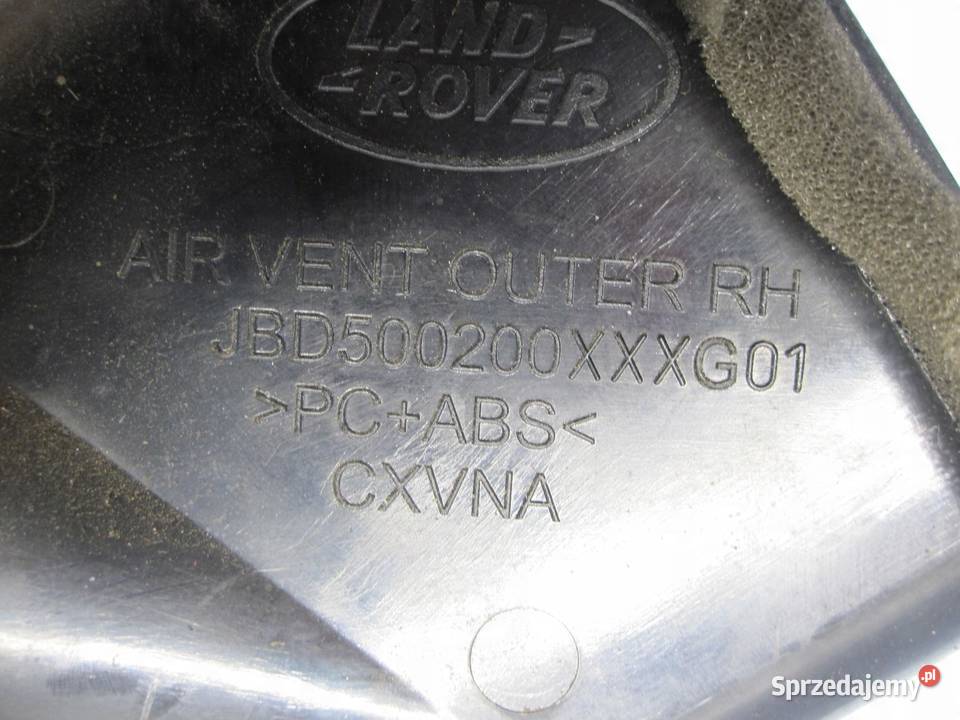 LAND
ROVER
AIR VENT OUTER RH
JBD500200XXXG01
>PC+ABS<
CXVNA
Sprzedajemy.pl